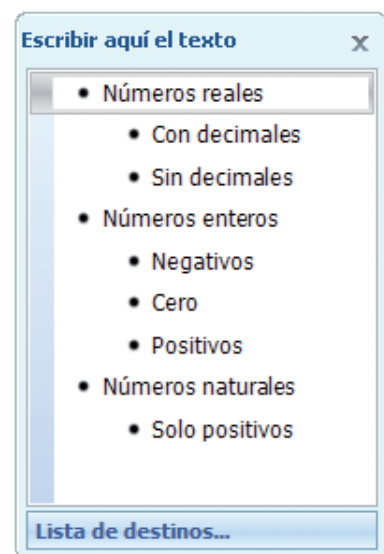 Escribir aquí el texto x
• Números reales
• Con decimales
• Sin decimales
• Números enteros
• Negativos
• Cero
• Positivos
• Números naturales
• Solo positivos
Lista de destinos...